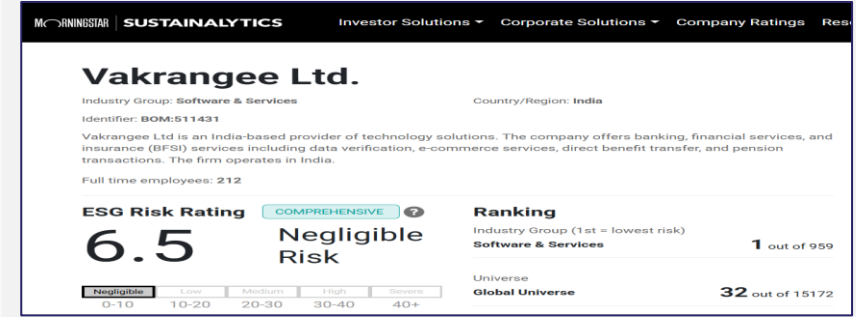 MORNINGSTAR | SUSTAINALYTICS Investor Solutions Corporate Solutions Company Ratings
Vakrangee Ltd.
Industry Group: Software & Services Country/Region: India
Identifier: BOM:511431
Vakrangee Ltd is an India-based provider of technology solutions. The company offers banking, financial services, and
insurance (BFSI) services including data verification, e-commerce services, direct benefit transfer, and pension
transactions. The firm operates in India.
Full time employees: 212
ESG Risk Rating COMPREHENSIVE ? Ranking
Industry Group (1st = lowest risk)
6.5 Negligible Risk Software & Services 1 out of 959
Universe
Negligible Low Medium High Severe Global Universe 32 out of 15172
0-10 10-20 20-30 30-40 40+